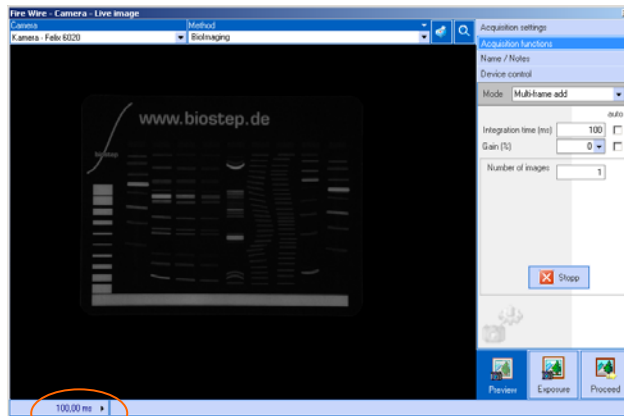 Fire Wire - Camera - Live image
Camera
Method
Kamera - Felix 6020
BioImaging
Acquisition settings
Acquisition functions
Name / Notes
Device control
Mode Multi-frame add
auto
Integration time (ms) 100
Gain (%) 0
Number of images 1
www.biostep.de
biostep
Stopp
Preview
Exposure
Proceed
100,00 ms